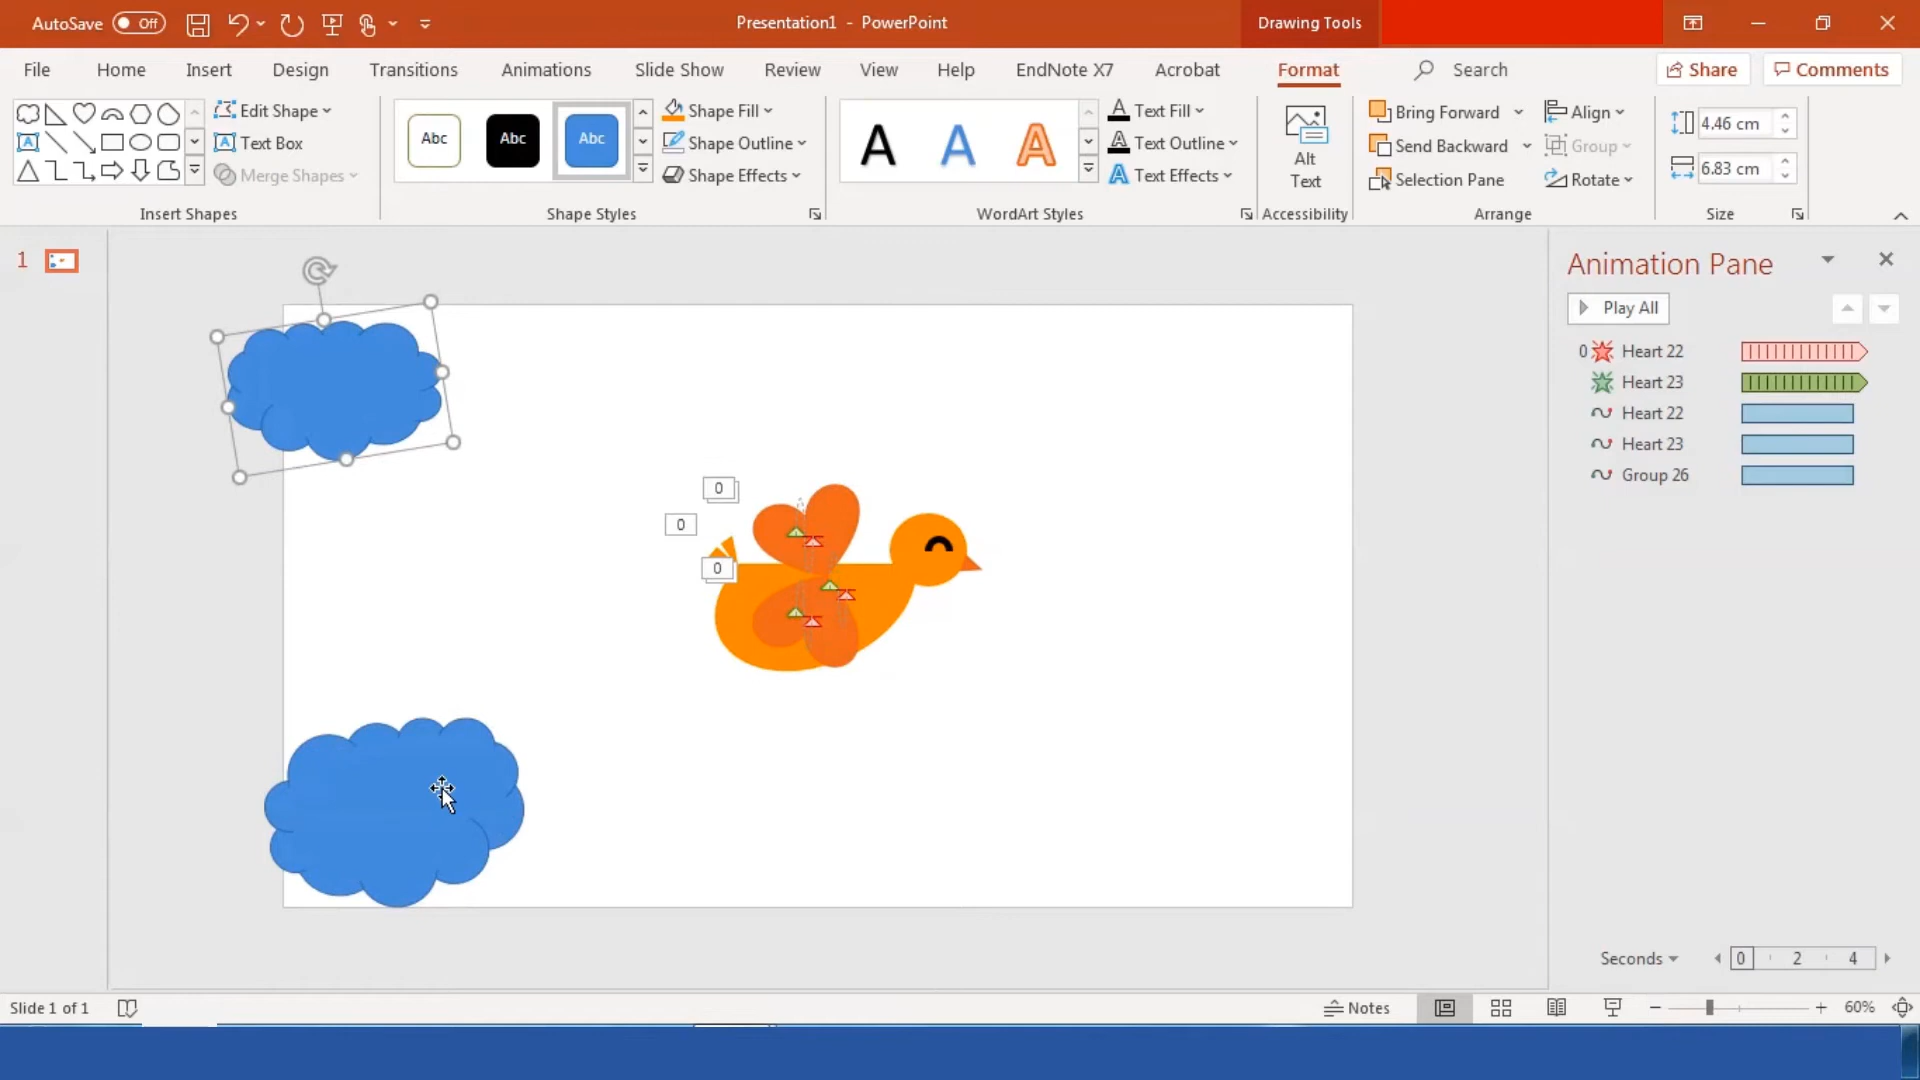 AutoSave Off
Presentation1 - PowerPoint
Drawing Tools
File Home Insert Design Transitions Animations Slide Show Review View Help EndNote X7 Acrobat Format Search Share Comments
Edit Shape
Text Box
Merge Shapes
Insert Shapes
Abc Abc Abc
Shape Fill
Shape Outline
Shape Effects
Shape Styles
A A A
Text Fill
Text Outline
Text Effects
WordArt Styles
Alt
Text
Accessibility
Bring Forward
Send Backward
Selection Pane
Align
Group
Rotate
Arrange
4.46 cm
6.83 cm
Size
1
0
0
0
Animation Pane
Play All
0 Heart 22
Heart 23
Heart 22
Heart 23
Group 26
Seconds 0 2 4
Slide 1 of 1
Notes
60%